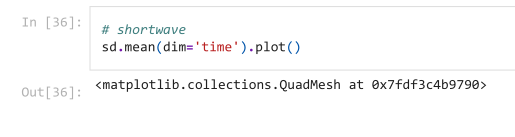 In [36]:
# shortwave
sd.mean(dim='time').plot()
Out[36]:
<matplotlib.collections.QuadMesh at 0x7fdf3c4b9790>